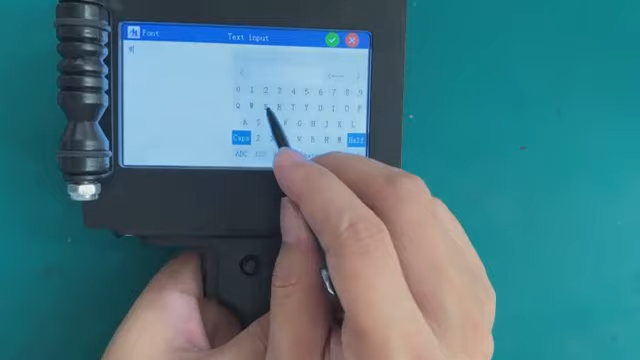 Font
Text input
W
<---
0 1 2 3 4 5 6 7 8 9
Q W E R T Y U I O P
A S F G H J K L
Caps Z V B N M Half
ABC